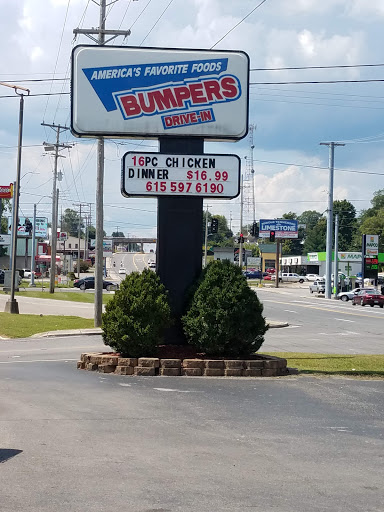 AMERICA'S FAVORITE FOODS
BUMPERS
DRIVE-IN
16PC CHICKEN
DINNER $16.99
615 597 6190
LIMESTONE